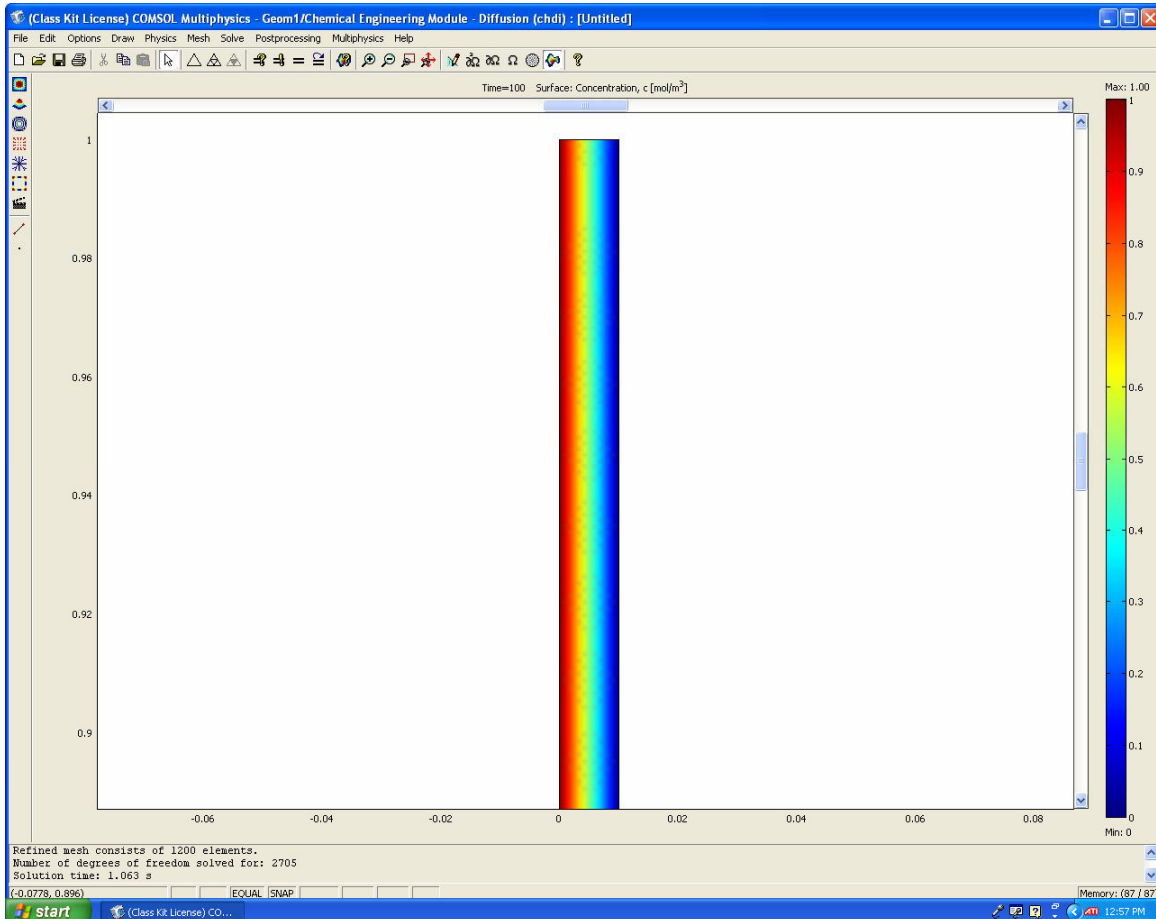 (Class Kit License) COMSOL Multiphysics - Geom1/Chemical Engineering Module - Diffusion (chdi) : [Untitled]
File Edit Options Draw Physics Mesh Solve Postprocessing Multiphysics Help
Time=100 Surface: Concentration, c [mol/m³]
Max: 1.00
1
0.98
0.96
0.94
0.92
0.9
-0.06 -0.04 -0.02 0 0.02 0.04 0.06 0.08
1
0.9
0.8
0.7
0.6
0.5
0.4
0.3
0.2
0.1
0
Min: 0
Refined mesh consists of 1200 elements.
Number of degrees of freedom solved for: 2705
Solution time: 1.063 s
(-0.0778, 0.896) EQUAL SNAP Memory: (87 / 87
start (Class Kit License) CO... ATI 12:57 PM